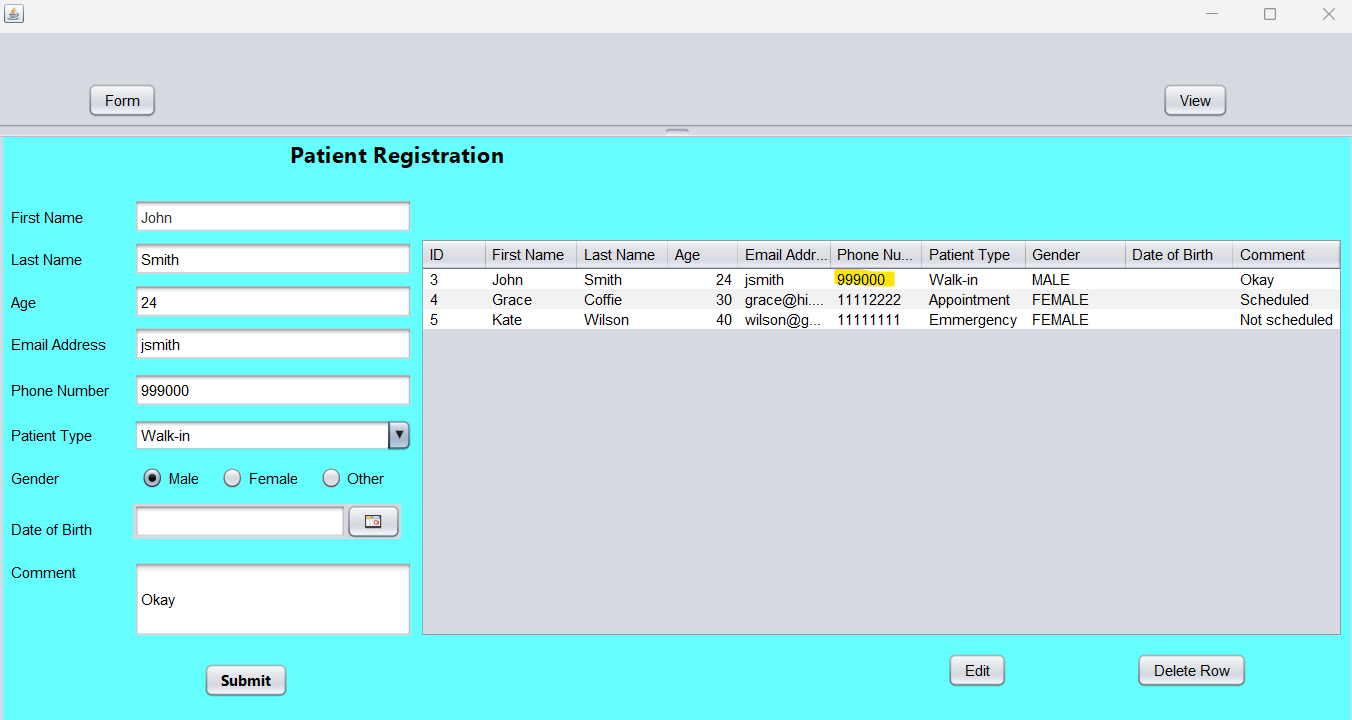 Form
View
Patient Registration
First Name John
Last Name Smith
Age 24
Email Address jsmith
Phone Number 999000
Patient Type Walk-in
Gender Male Female Other
Date of Birth
Comment Okay
Submit
ID First Name Last Name Age Email Addr... Phone Nu... Patient Type Gender Date of Birth Comment
3 John Smith 24 jsmith 999000 Walk-in MALE Okay
4 Grace Coffie 30 grace@hi.... 11112222 Appointment FEMALE Scheduled
5 Kate Wilson 40 wilson@g... 11111111 Emmergency FEMALE Not scheduled
Edit
Delete Row